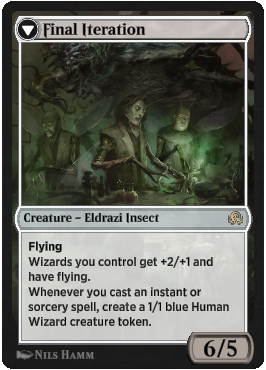 Final Iteration
Creature – Eldrazi Insect
Flying
Wizards you control get +2/+1 and
have flying.
Whenever you cast an instant or
sorcery spell, create a 1/1 blue Human
Wizard creature token.
6/5
Nils Hamm